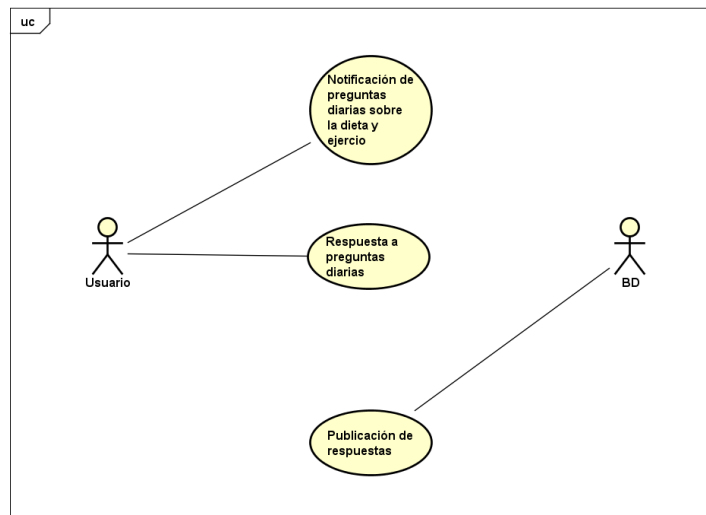 uc
Notificación de
preguntas
diarias sobre
la dieta y
ejercio
Respuesta a
preguntas
diarias
Usuario
BD
Publicación de
respuestas